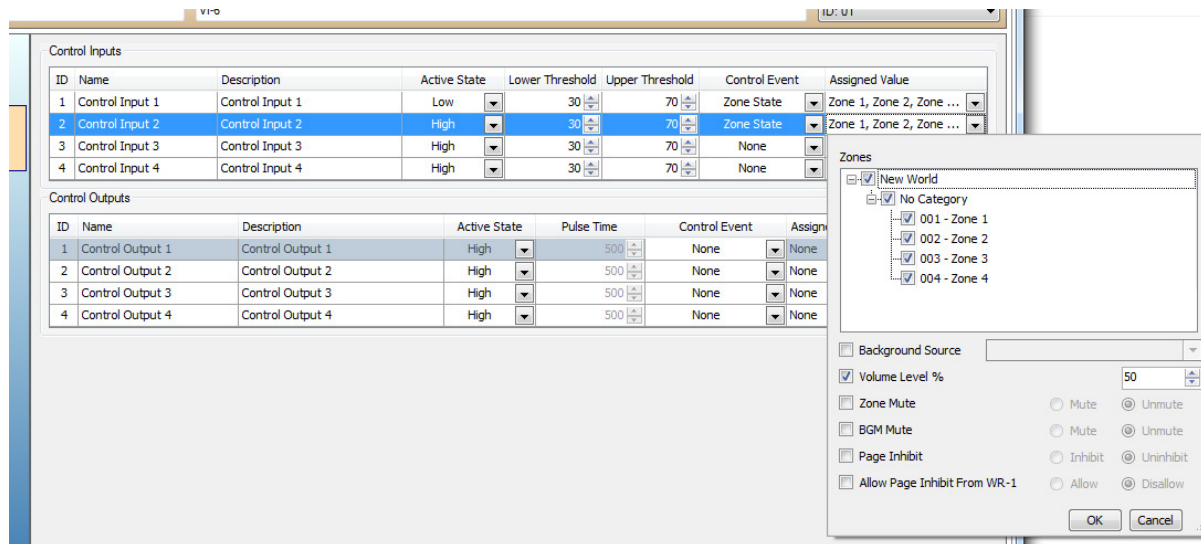 VI-6 ID: 01
Control Inputs
ID Name Description Active State Lower Threshold Upper Threshold Control Event Assigned Value
1 Control Input 1 Control Input 1 Low 30 70 Zone State Zone 1, Zone 2, Zone ...
2 Control Input 2 Control Input 2 High 30 70 Zone State Zone 1, Zone 2, Zone ...
3 Control Input 3 Control Input 3 High 30 70 None
4 Control Input 4 Control Input 4 High 30 70 None
Control Outputs
ID Name Description Active State Pulse Time Control Event Assign
1 Control Output 1 Control Output 1 High 500 None None
2 Control Output 2 Control Output 2 High 500 None None
3 Control Output 3 Control Output 3 High 500 None None
4 Control Output 4 Control Output 4 High 500 None None
Zones
New World
No Category
001 - Zone 1
002 - Zone 2
003 - Zone 3
004 - Zone 4
Background Source
Volume Level % 50
Zone Mute Mute Unmute
BGM Mute Mute Unmute
Page Inhibit Inhibit Uninhibit
Allow Page Inhibit From WR-1 Allow Disallow
OK Cancel